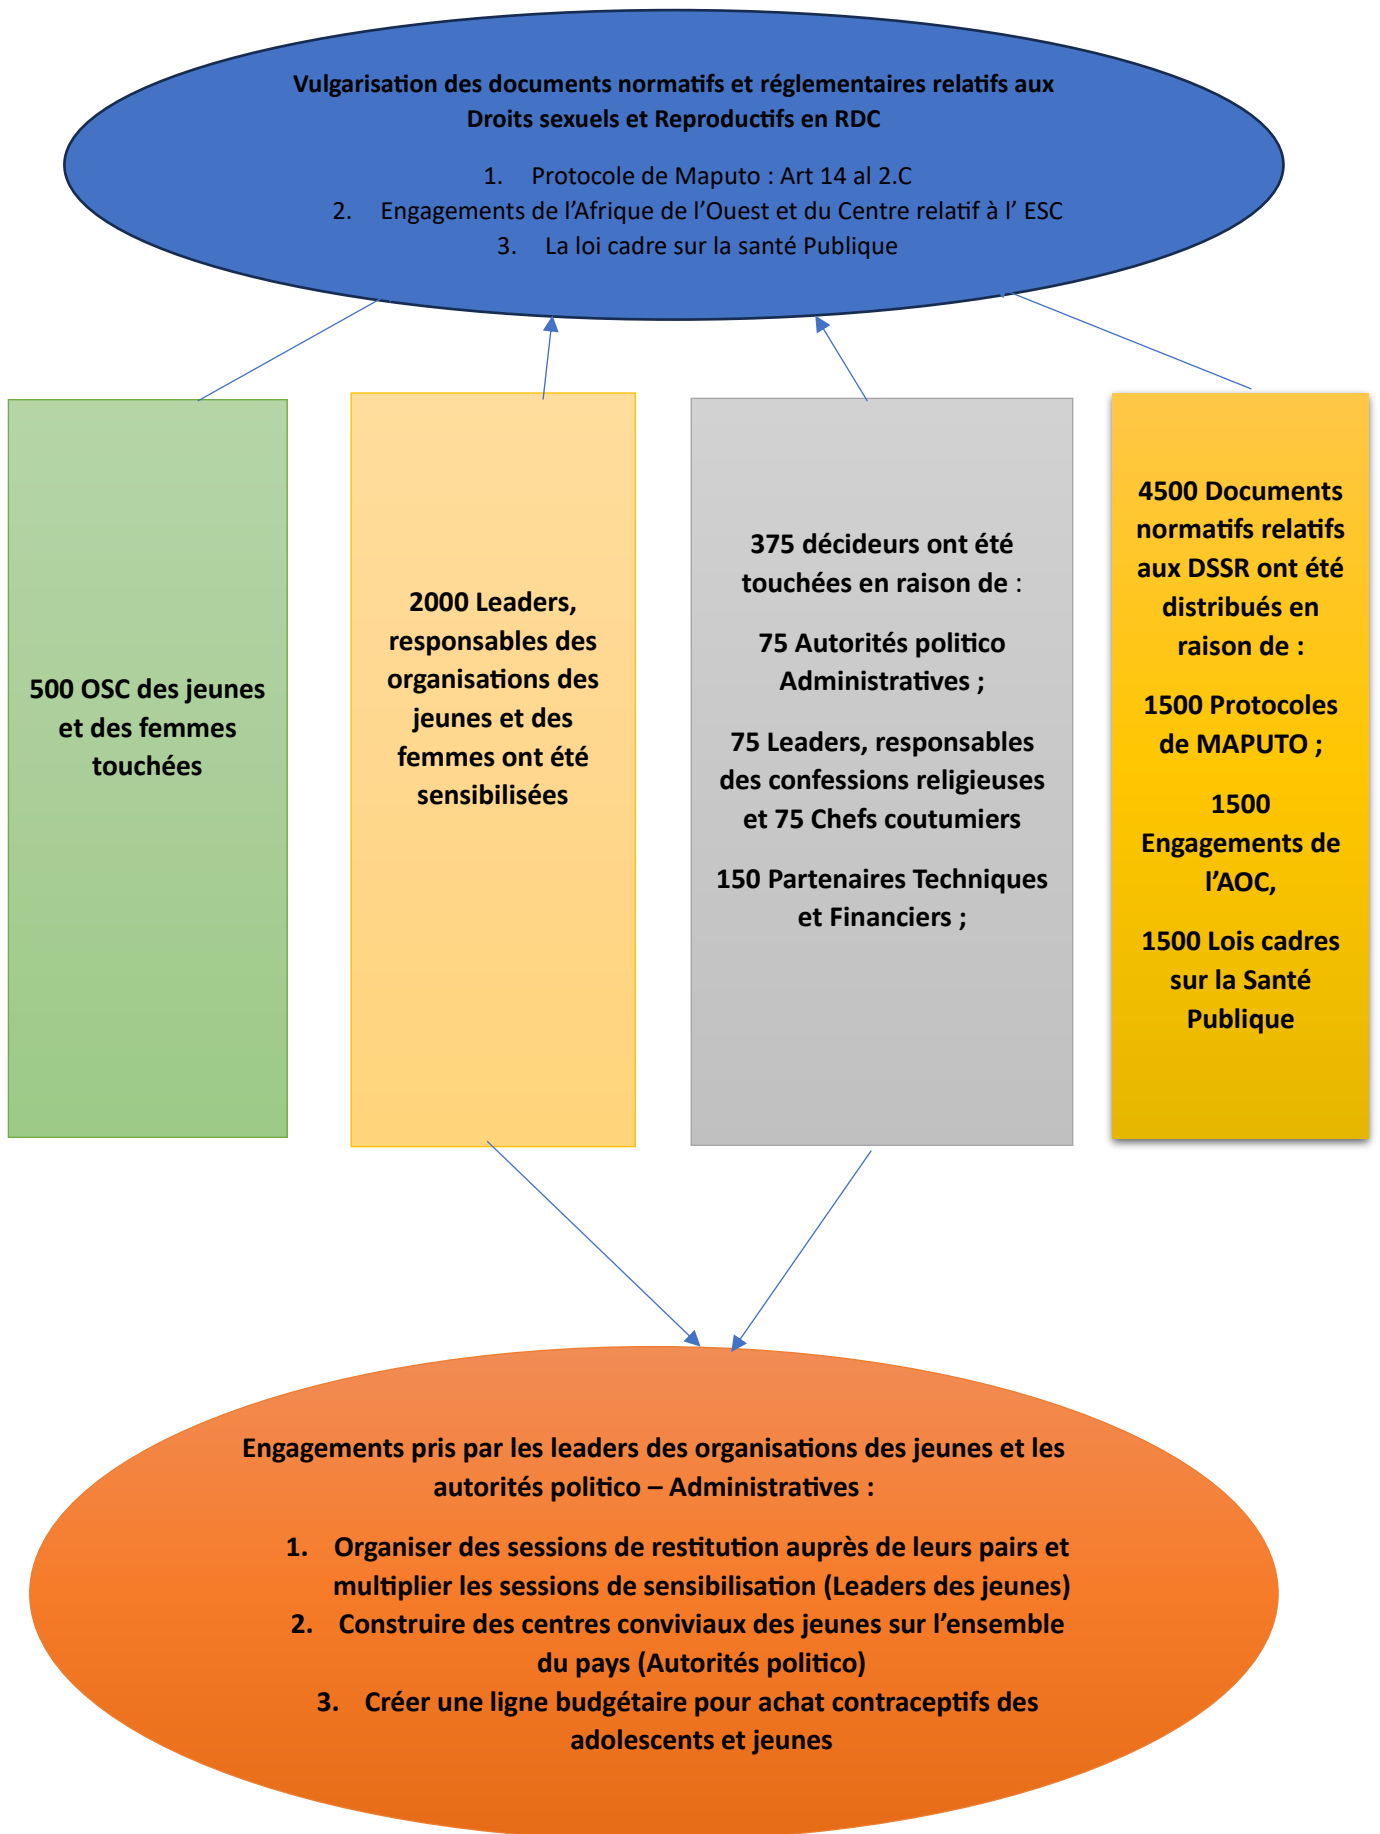 Vulgarisation des documents normatifs et réglementaires relatifs aux
Droits sexuels et Reproductifs en RDC
1. Protocole de Maputo : Art 14 al 2.C
2. Engagements de l’Afrique de l’Ouest et du Centre relatif à l’ ESC
3. La loi cadre sur la santé Publique
500 OSC des jeunes
et des femmes
touchées
2000 Leaders,
responsables des
organisations des
jeunes et des
femmes ont été
sensibilisées
375 décideurs ont été
touchées en raison de :
75 Autorités politico
Administratives ;
75 Leaders, responsables
des confessions religieuses
et 75 Chefs coutumiers
150 Partenaires Techniques
et Financiers ;
4500 Documents
normatifs relatifs
aux DSSR ont été
distribués en
raison de :
1500 Protocoles
de MAPUTO ;
1500
Engagements de
l’AOC,
1500 Lois cadres
sur la Santé
Publique
Engagements pris par les leaders des organisations des jeunes et les
autorités politico – Administratives :
1. Organiser des sessions de restitution auprès de leurs pairs et
multiplier les sessions de sensibilisation (Leaders des jeunes)
2. Construire des centres conviviaux des jeunes sur l’ensemble
du pays (Autorités politico)
3. Créer une ligne budgétaire pour achat contraceptifs des
adolescents et jeunes